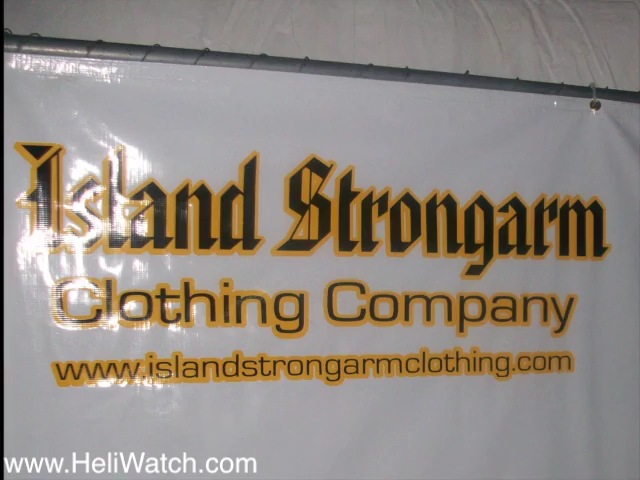 Island Strongarm
Clothing Company
www.islandstrongarmclothing.com
www.HeliWatch.com